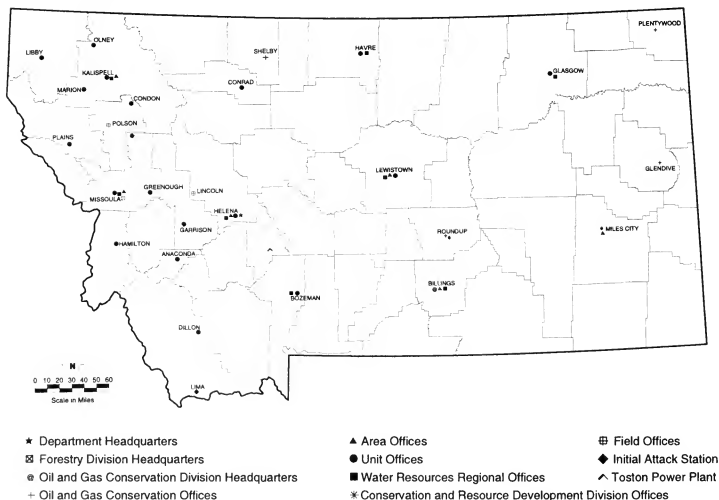 PLENTYWOOD
OLNEY
LIBBY
SHELBY
HAVRE
KALISPELL
GLASGOW
CONRAD
MARION
CONDON
POLSON
PLAINS
LEWISTOWN
GLENDIVE
GREENOUGH
LINCOLN
MISSOULA
HELENA
GARRISON
ROUNDUP
MILES CITY
HAMILTON
ANACONDA
BILLINGS
BOZEMAN
DILLON
N
0 10 20 30 40 50 60
Scale in Miles
LIMA
Department Headquarters
Forestry Division Headquarters
Oil and Gas Conservation Division Headquarters
Oil and Gas Conservation Offices
Area Offices
Unit Offices
Water Resources Regional Offices
Conservation and Resource Development Division Offices
Field Offices
Initial Attack Station
Toston Power Plant